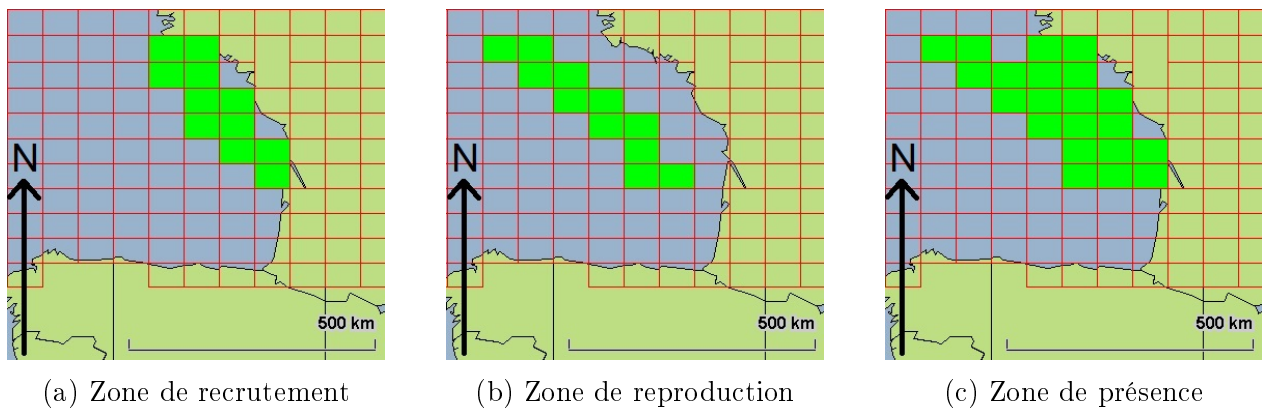 N
500 km
N
500 km
N
500 km
(a) Zone de recrutement
(b) Zone de reproduction
(c) Zone de présence